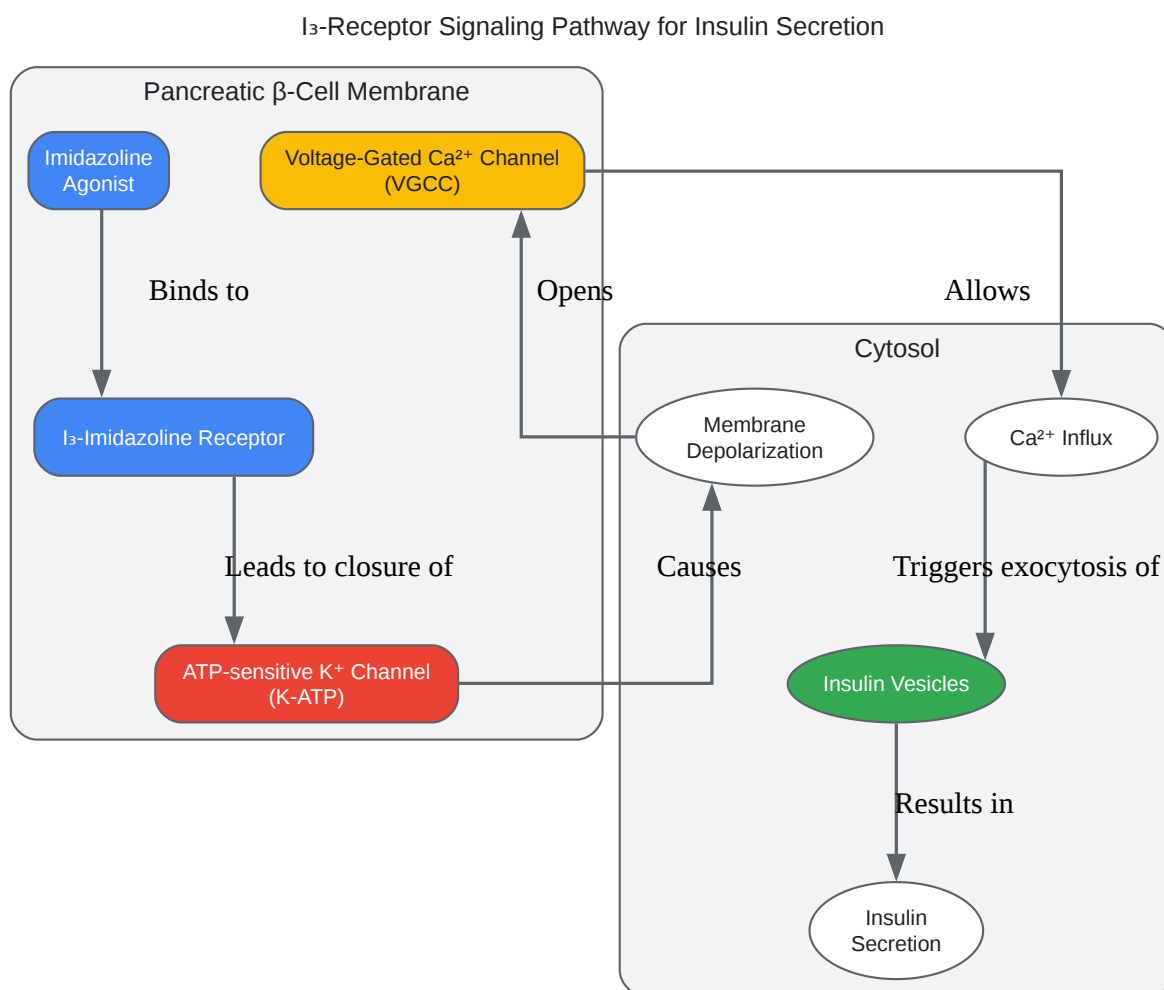 I₃-Receptor Signaling Pathway for Insulin Secretion
Pancreatic β-Cell Membrane
Imidazoline
Agonist
Voltage-Gated Ca²⁺ Channel
(VGCC)
Binds to
Opens
Allows
Cytosol
I₃-Imidazoline Receptor
Membrane
Depolarization
Ca²⁺ Influx
Leads to closure of
Causes
Triggers exocytosis of
ATP-sensitive K⁺ Channel
(K-ATP)
Insulin Vesicles
Results in
Insulin
Secretion